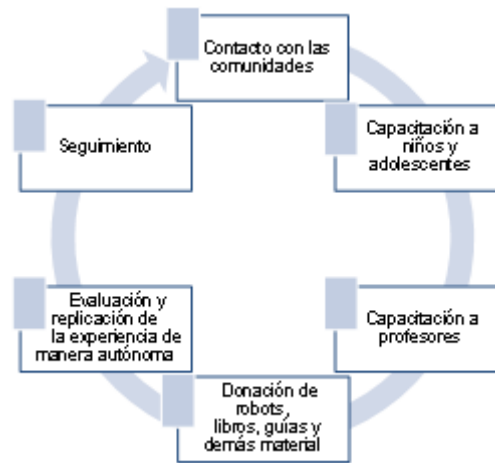 Contacto con las
comunidades
Capacitación a
niños y
adolescentes
Capacitación a
profesores
Donación de
robots,
libros, guías y
demás material
Evaluación y
replicación de
la experiencia de
manera autónoma
Seguimiento